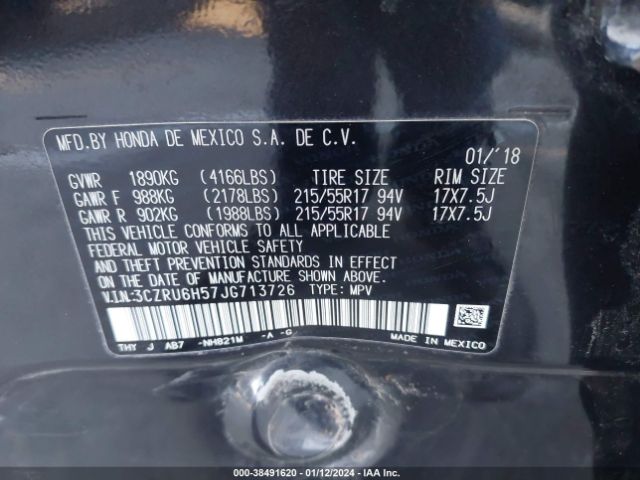 MFD.BY HONDA DE MEXICO S.A. DE C.V.
01/'18
GVWR 1890KG (4166LBS) TIRE SIZE RIM SIZE
GAWR F 988KG (2178LBS) 215/55R17 94V 17X7.5J
GAWR R 902KG (1988LBS) 215/55R17 94V 17X7.5J
THIS VEHICLE CONFORMS TO ALL APPLICABLE
FEDERAL MOTOR VEHICLE SAFETY
AND THEFT PREVENTION STANDARDS IN EFFECT
ON THE DATE OF MANUFACTURE SHOWN ABOVE.
V.I.N:3CZRU6H57JG713726 TYPE: MPV
THY J AB7 -NH821M -A -G
MADE IN MEXICO
000-38491620 - 01/12/2024 - IAA Inc.